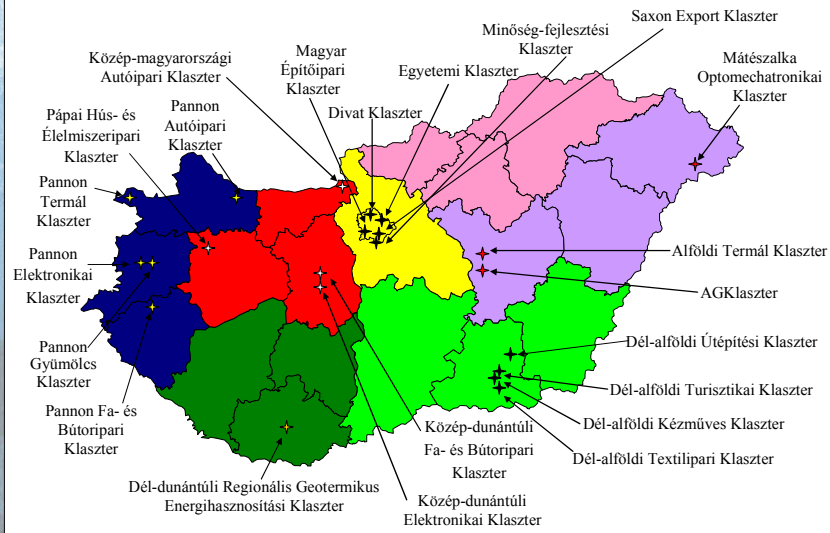 Saxon Export Klaszter
Minőség-fejlesztési
Klaszter
Magyar
Építőipari
Klaszter
Egyetemi Klaszter
Közép-magyarországi
Autóipari Klaszter
Divat Klaszter
Mátészalka
Optomechatronikai
Klaszter
Pannon
Autóipari
Klaszter
Pápai Hús- és
Élelmiszeripari
Klaszter
Pannon
Termál
Klaszter
Pannon
Elektronikai
Klaszter
Pannon
Gyümölcs
Klaszter
Pannon Fa- és
Bútoripari
Klaszter
Alföldi Termál Klaszter
AGKlaszter
Dél-alföldi Útépítési Klaszter
Dél-alföldi Turisztikai Klaszter
Dél-alföldi Kézműves Klaszter
Dél-alföldi Textilipari Klaszter
Közép-dunántúli
Fa- és Bútoripari
Klaszter
Közép-dunántúli
Elektronikai Klaszter
Dél-dunántúli Regionális Geotermikus
Energihasznosítási Klaszter